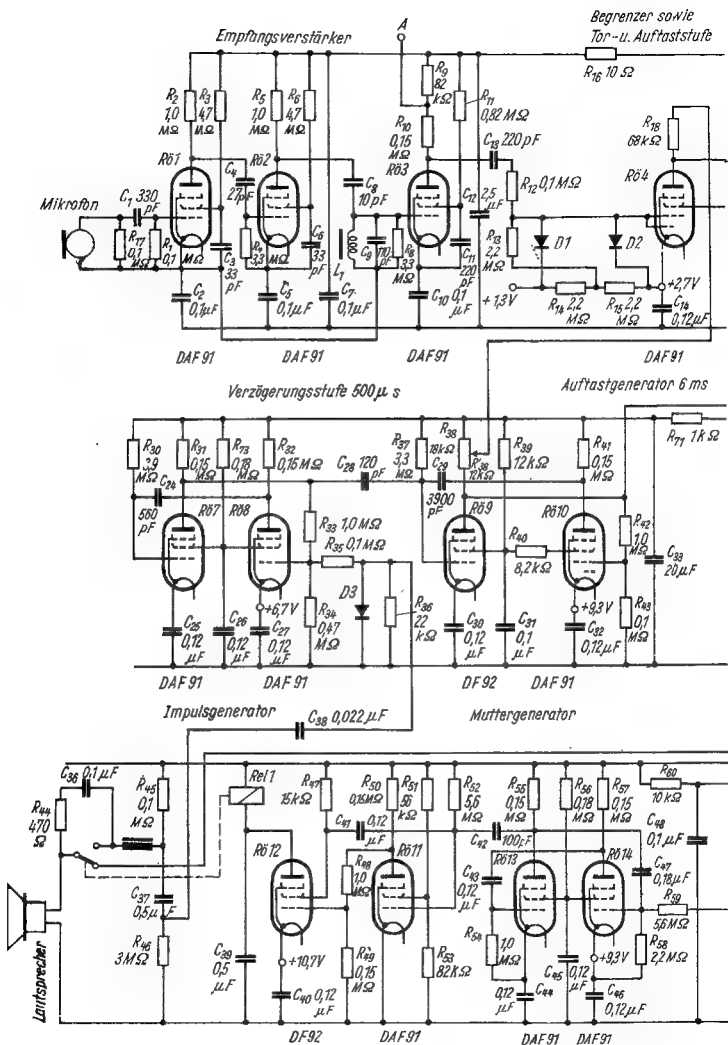 Empfangsverstärker
A
Begrenzer sowie
Tor- u. Auftaststufe
R16 10 Ω
R2
1,0
MΩ
R3
4,7
MΩ
R5
1,0
MΩ
R6
4,7
MΩ
R9
82
kΩ
R10
0,15
MΩ
R11
0,82 MΩ
C13 220 pF
R18
68 kΩ
Rö1
Rö2
Rö3
Rö4
Mikrofon
C1 330
pF
R17
0,1
MΩ
R1
0,1
MΩ
C3
33
pF
C2
0,1 µF
C4
27 pF
R4
3,3
MΩ
C6
33
pF
C5
0,1 µF
C7
0,1 µF
C8
10 pF
L1
C9
110
pF
R8
3,3
MΩ
C12
2,5
µF
C11
220
pF
C10 0,1
µF
R12 0,1 MΩ
R13
2,2
MΩ
D1
D2
+1,3V
R14 2,2
MΩ
R15 2,2
MΩ
+2,7V
C14
0,12 µF
DAF 91
DAF 91
DAF 91
DAF 91
Verzögerungsstufe 500 µs
Auftastgenerator 6 ms
R30
3,9
MΩ
R31
0,15
MΩ
R73
0,18
MΩ
R32
0,15 MΩ
C28 120
pF
R37
3,3
MΩ
R38
18 kΩ
R'38
12 kΩ
R39
12 kΩ
R41
0,15
MΩ
R71 1 kΩ
C24
560
pF
C29
3900
pF
Rö7
Rö8
R33 1,0 MΩ
R35 0,1 MΩ
Rö9
R40
8,2 kΩ
Rö10
R42
1,0
MΩ
C33
20 µF
C25
0,12
µF
C26
0,12
µF
+6,7V
C27
0,12
µF
R34
0,47
MΩ
D3
R36
22
kΩ
C30
0,12
µF
C31
0,1
µF
+9,3V
C32
0,12 µF
R43
0,1
MΩ
DAF 91
DAF 91
DF 92
DAF 91
Impulsgenerator
C38 0,022 µF
Muttergenerator
C36 0,1 µF
R44
470
Ω
R45
0,1
MΩ
Rel 1
R47
15 kΩ
R50
0,15 MΩ
R51
56
kΩ
R52
5,6
MΩ
R55
0,15
MΩ
R56
0,18
MΩ
R57
0,15
MΩ
R60
10 kΩ
C41 0,12
µF
C42
100 pF
C48
0,1 µF
Rö12
R48
1,0
MΩ
Rö11
C43
0,12
µF
Rö13
Rö14
C47
0,18 µF
R59
5,6 MΩ
C37
0,5 µF
R46
3 MΩ
C39
0,5
µF
+10,7V
C40 0,12
µF
R49
0,15
MΩ
R53
82 kΩ
R54
1,0
MΩ
0,12
µF
C44
C45
0,12
µF
+9,3V
C46
0,12 µF
R58
2,2 MΩ
Lautsprecher
DF 92
DAF 91
DAF 91
DAF 91